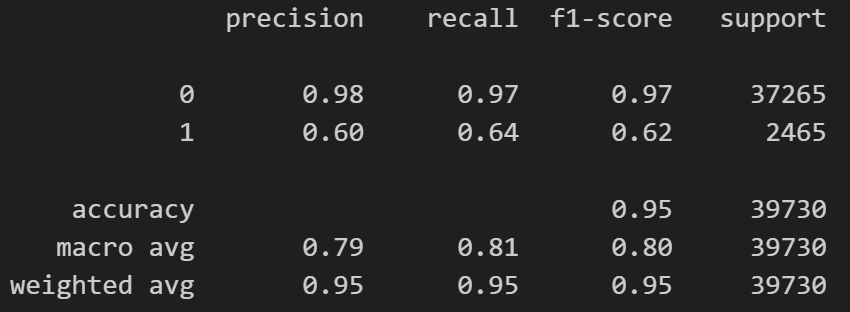 precision recall f1-score support
0 0.98 0.97 0.97 37265
1 0.60 0.64 0.62 2465
accuracy 0.95 39730
macro avg 0.79 0.81 0.80 39730
weighted avg 0.95 0.95 0.95 39730